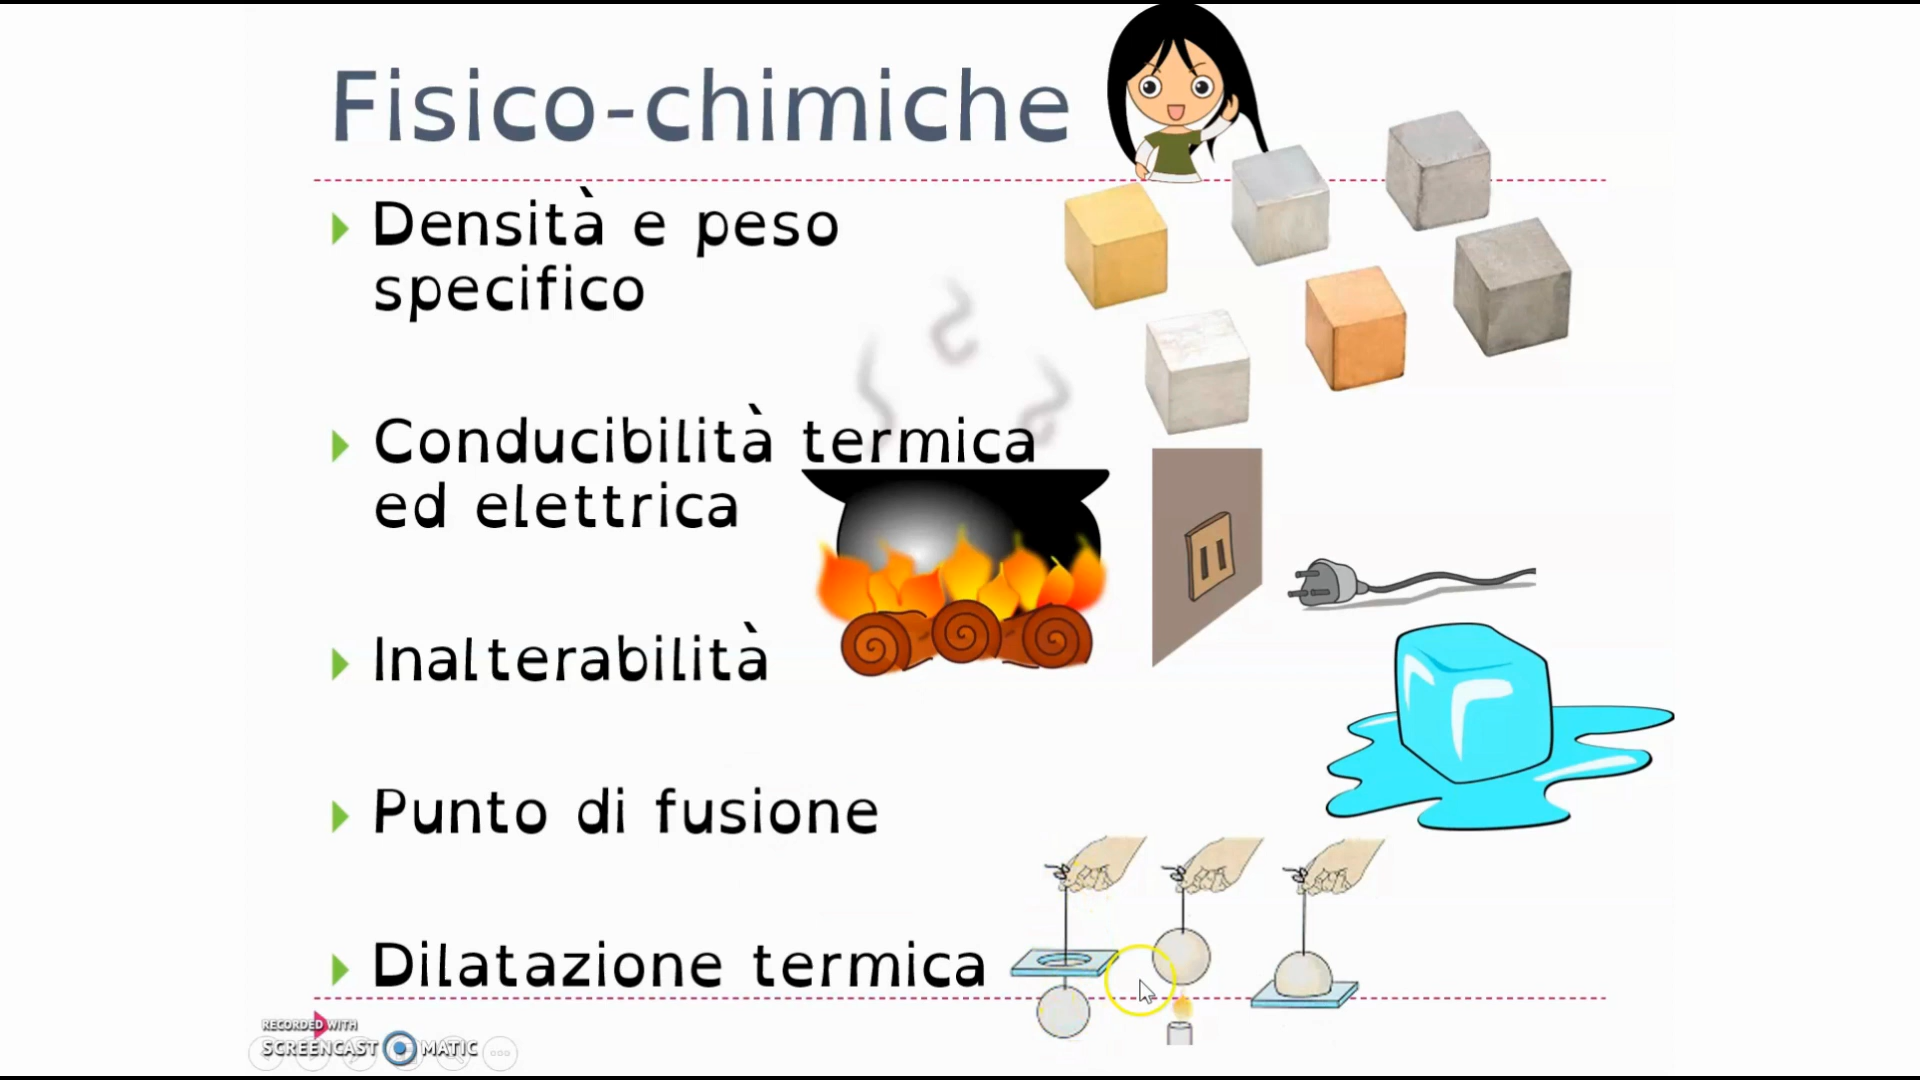 Fisico-chimiche
Densità e peso
specifico
Conducibilità termica
ed elettrica
Inalterabilità
Punto di fusione
Dilatazione termica
RECORDED WITH
SCREENCAST MATIC